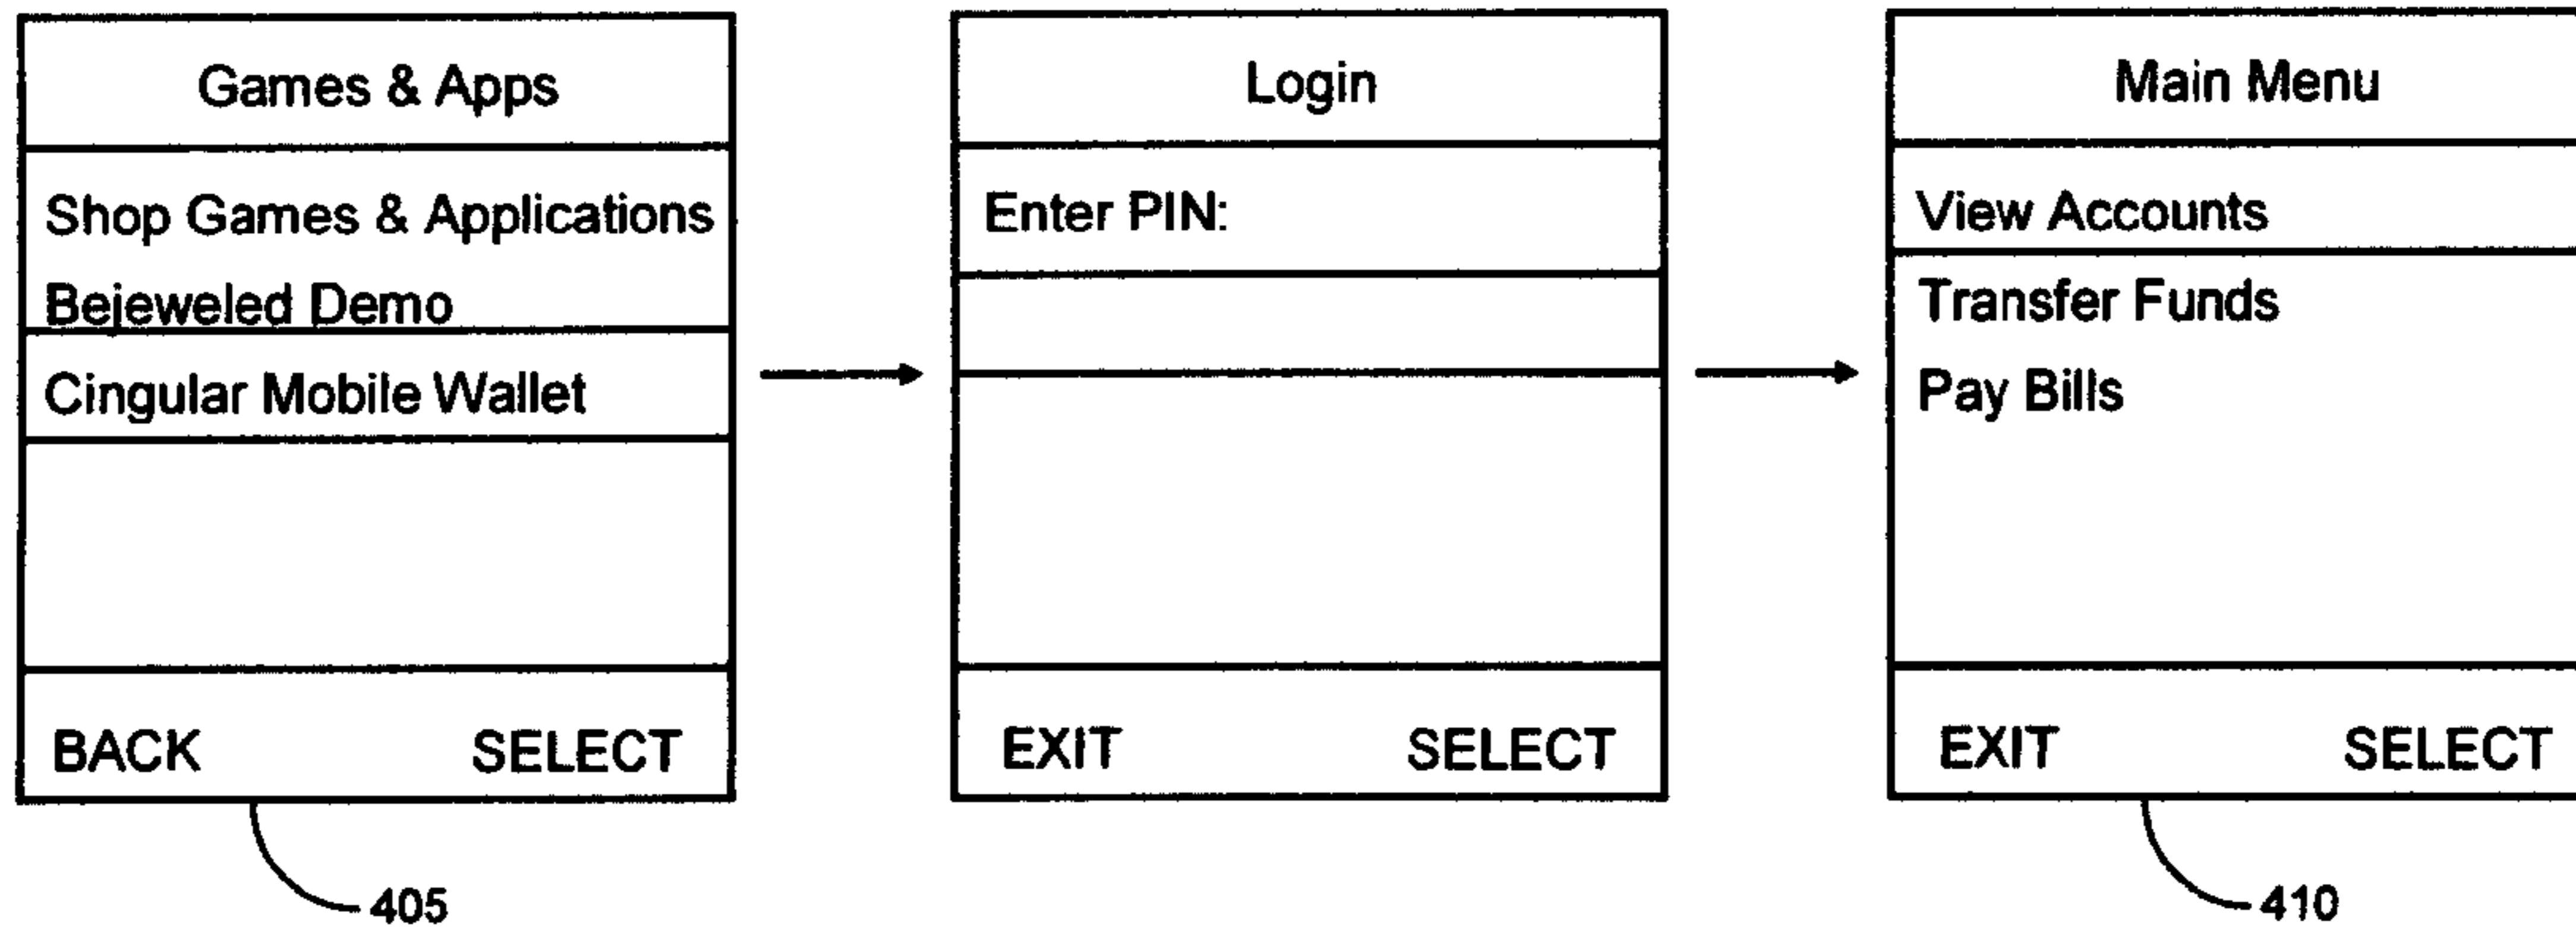 Games & Apps
Shop Games & Applications
Bejeweled Demo
Cingular Mobile Wallet
BACK SELECT
405
Login
Enter PIN:
EXIT SELECT
Main Menu
View Accounts
Transfer Funds
Pay Bills
EXIT SELECT
410